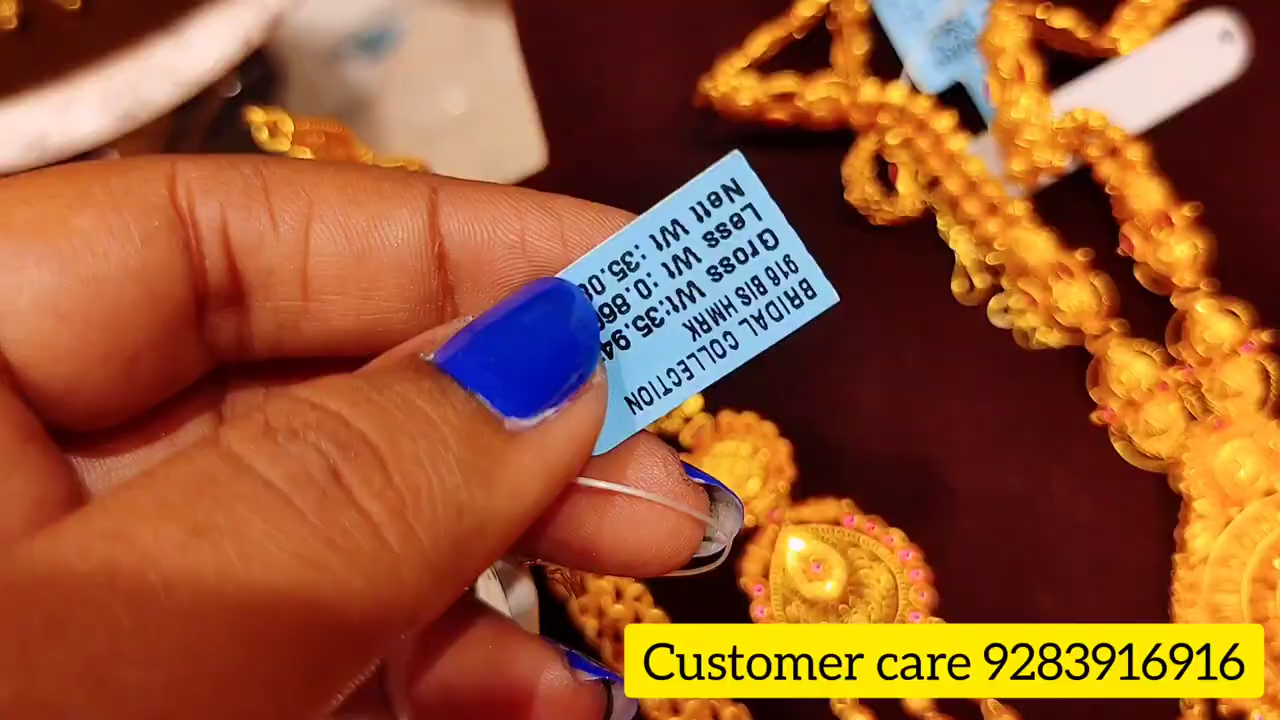 BRIDAL COLLECTION
916 BIS HMRK
Gross Wt:35.94
Less Wt :0.860
Nett Wt :35.0
Customer care 9283916916